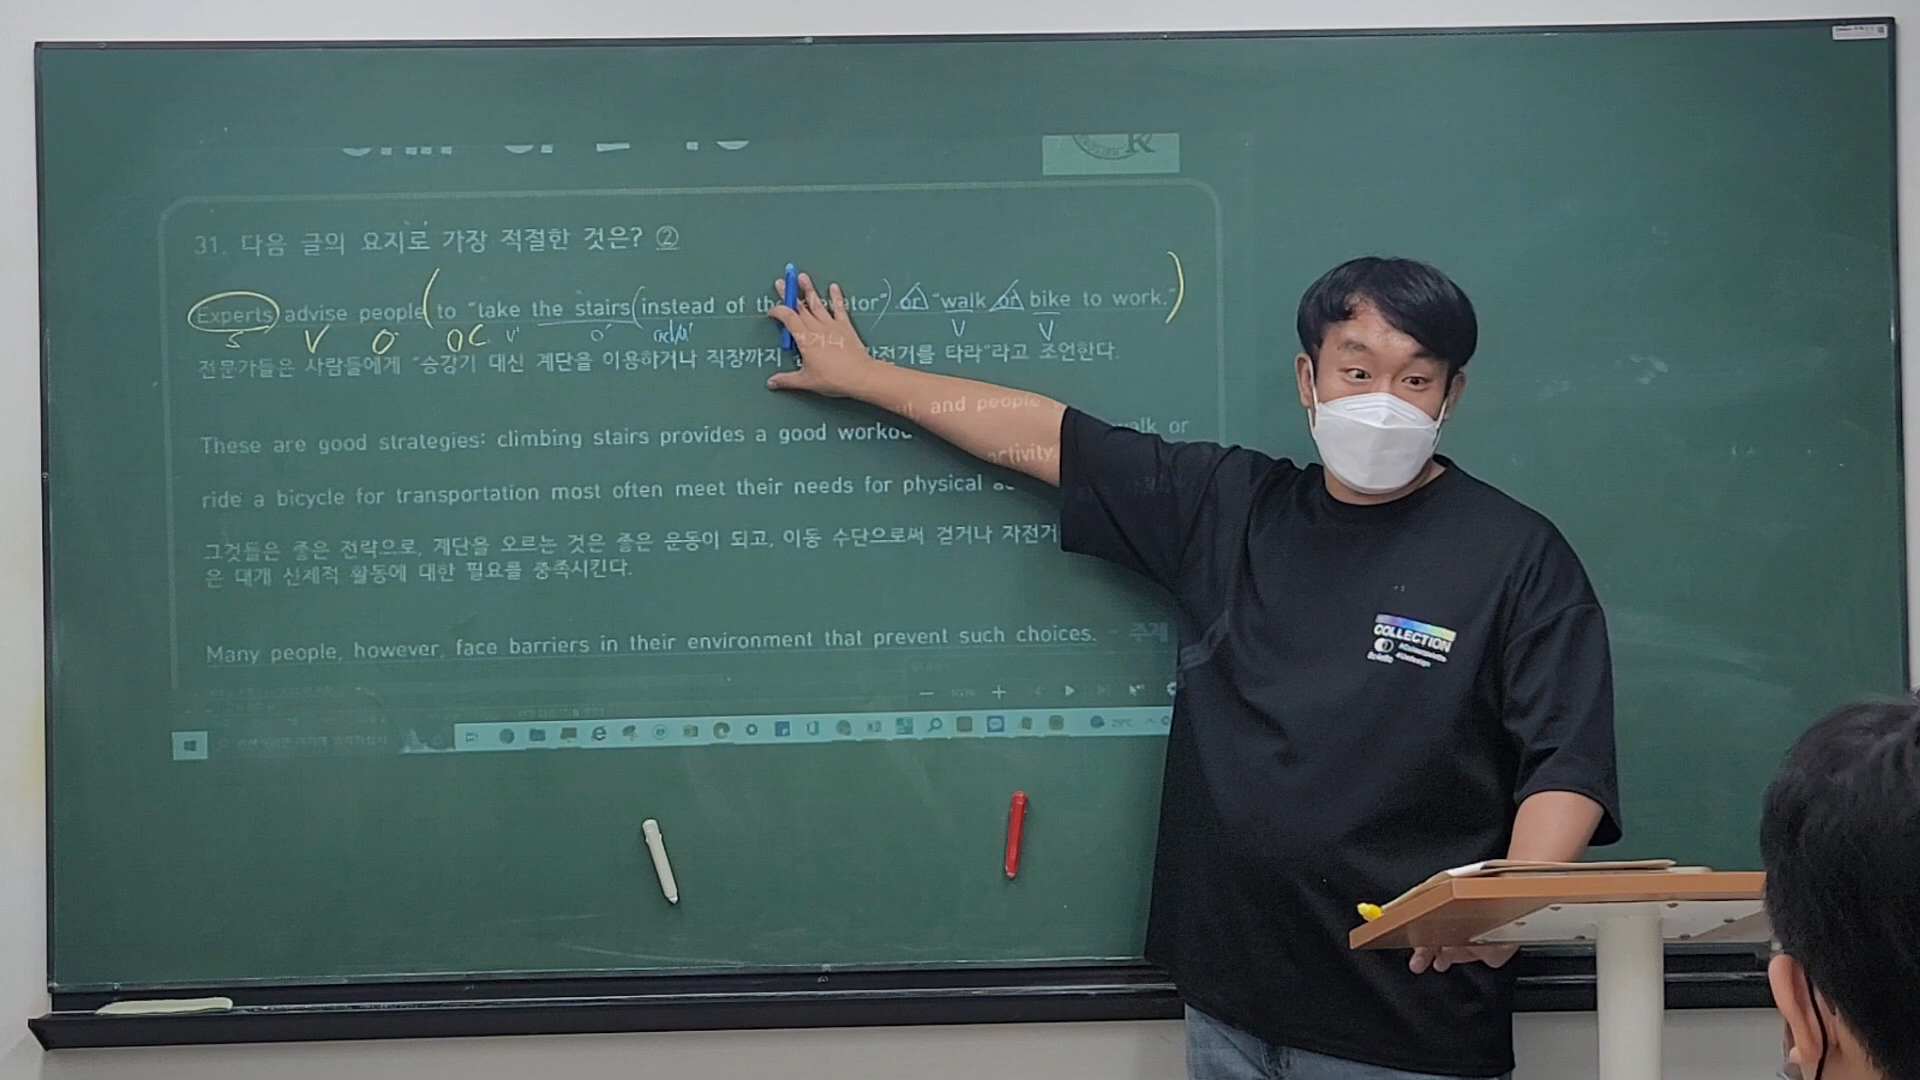 31. 다음 글의 요지로 가장 적절한 것은? ②
Experts advise people to "take the stairs instead of the elevator" or "walk or bike to work."
S V O OC V' O' adv' V V
전문가들은 사람들에게 "승강기 대신 계단을 이용하거나 직장까지 자전거를 타라"라고 조언한다.
These are good strategies: climbing stairs provides a good workout, and people walk or
ride a bicycle for transportation most often meet their needs for physical activity.
그것들은 좋은 전략으로, 계단을 오르는 것은 좋은 운동이 되고, 이동 수단으로써 걷거나 자전거
은 대개 신체적 활동에 대한 필요를 충족시킨다.
Many people, however, face barriers in their environment that prevent such choices.
COLLECTION